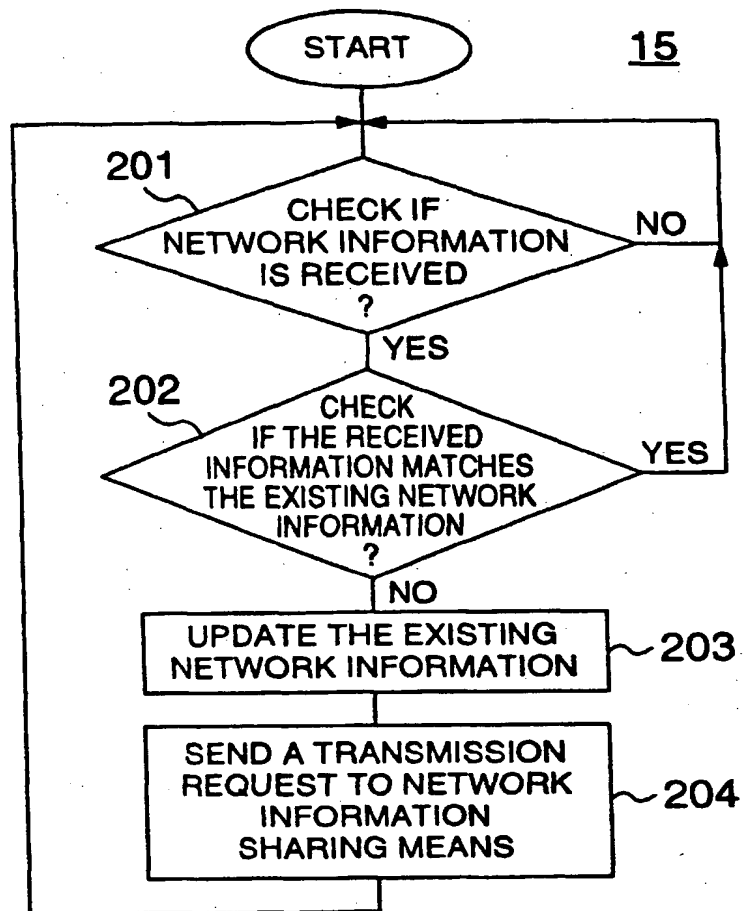 START
15
201
CHECK IF
NETWORK INFORMATION
IS RECEIVED
?
NO
YES
202
CHECK
IF THE RECEIVED
INFORMATION MATCHES
THE EXISTING NETWORK
INFORMATION
?
YES
NO
UPDATE THE EXISTING
NETWORK INFORMATION
203
SEND A TRANSMISSION
REQUEST TO NETWORK
INFORMATION
SHARING MEANS
204